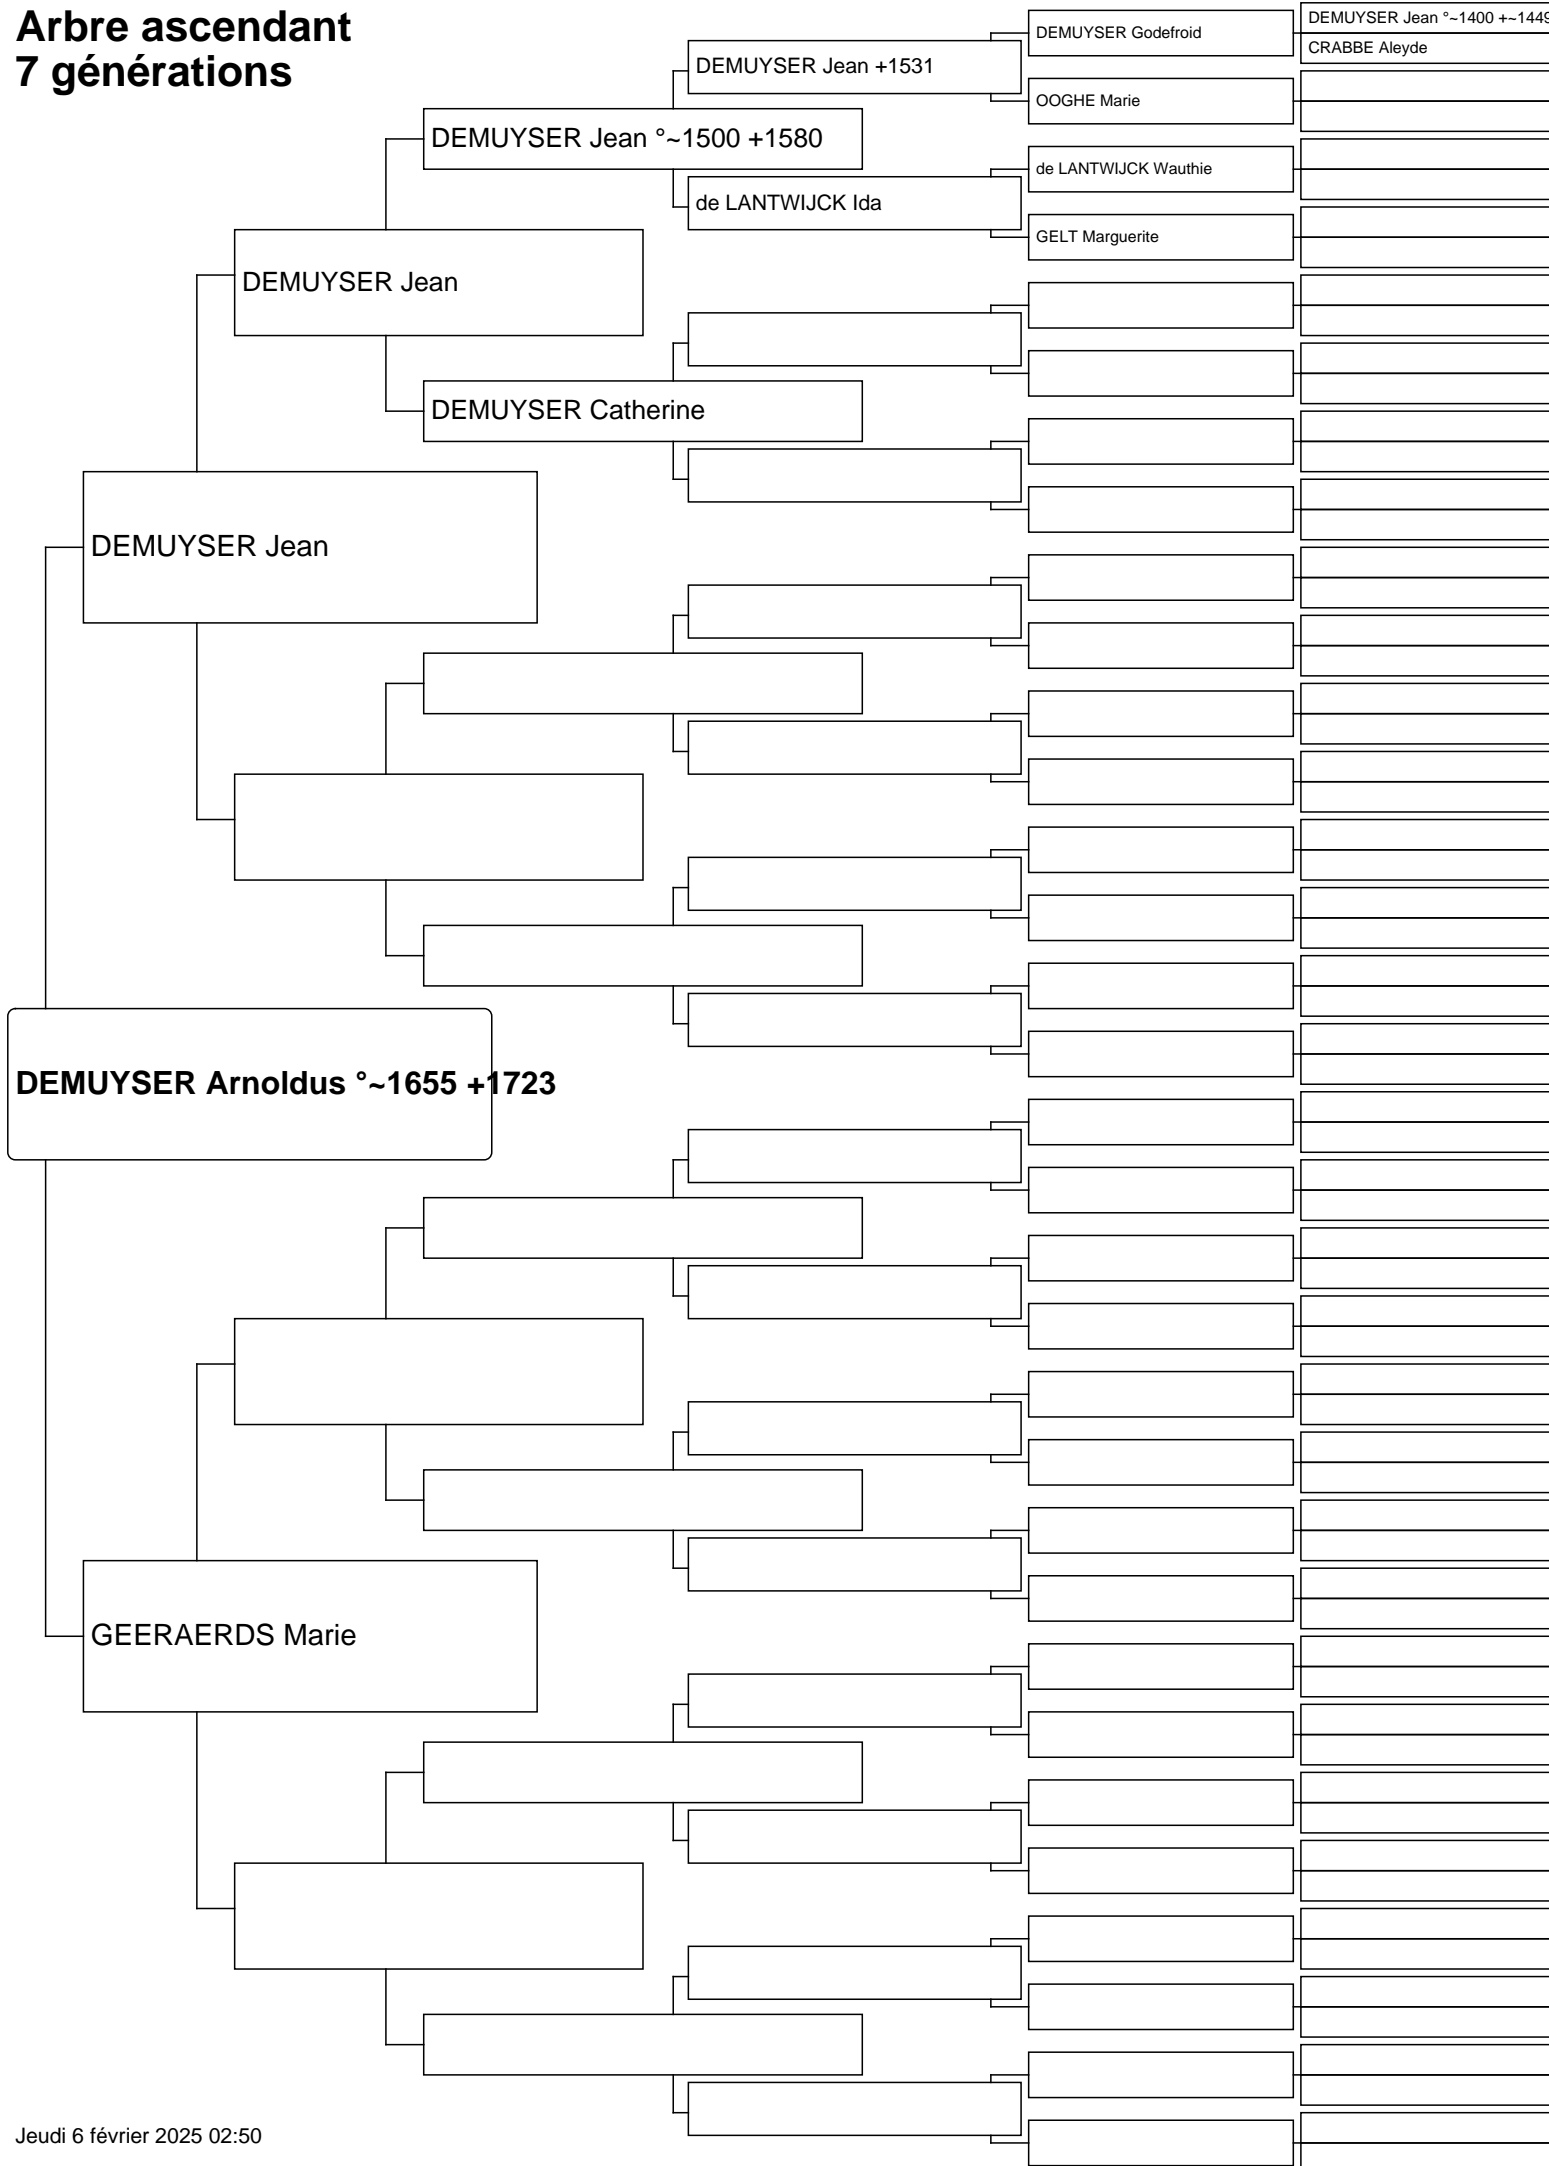 Arbre ascendant
7 générations
DEMUYSER Jean °~1400 +~1449
CRABBE Aleyde
DEMUYSER Godefroid
DEMUYSER Jean +1531
OOGHE Marie
DEMUYSER Jean °~1500 +1580
de LANTWIJCK Wauthie
de LANTWIJCK Ida
GELT Marguerite
DEMUYSER Jean
DEMUYSER Catherine
DEMUYSER Jean
DEMUYSER Arnoldus °~1655 +1723
GEERAERDS Marie
Jeudi 6 février 2025 02:50